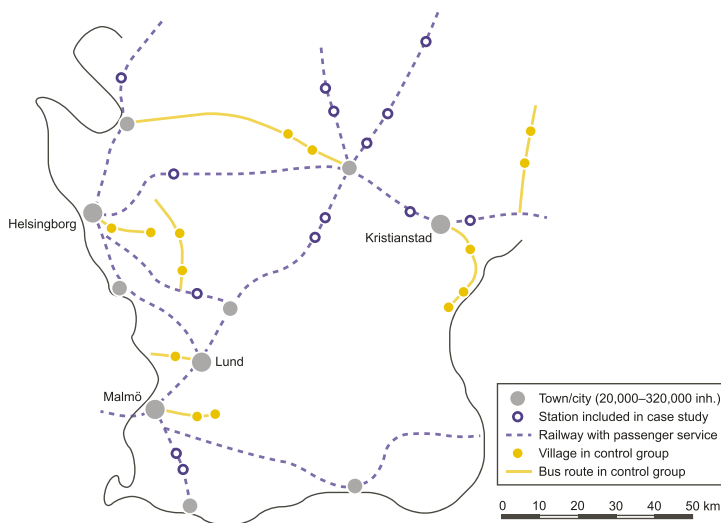 Helsingborg
Kristianstad
Lund
Malmö
Town/city (20,000–320,000 inh.)
Station included in case study
Railway with passenger service
Village in control group
Bus route in control group
0 10 20 30 40 50 km